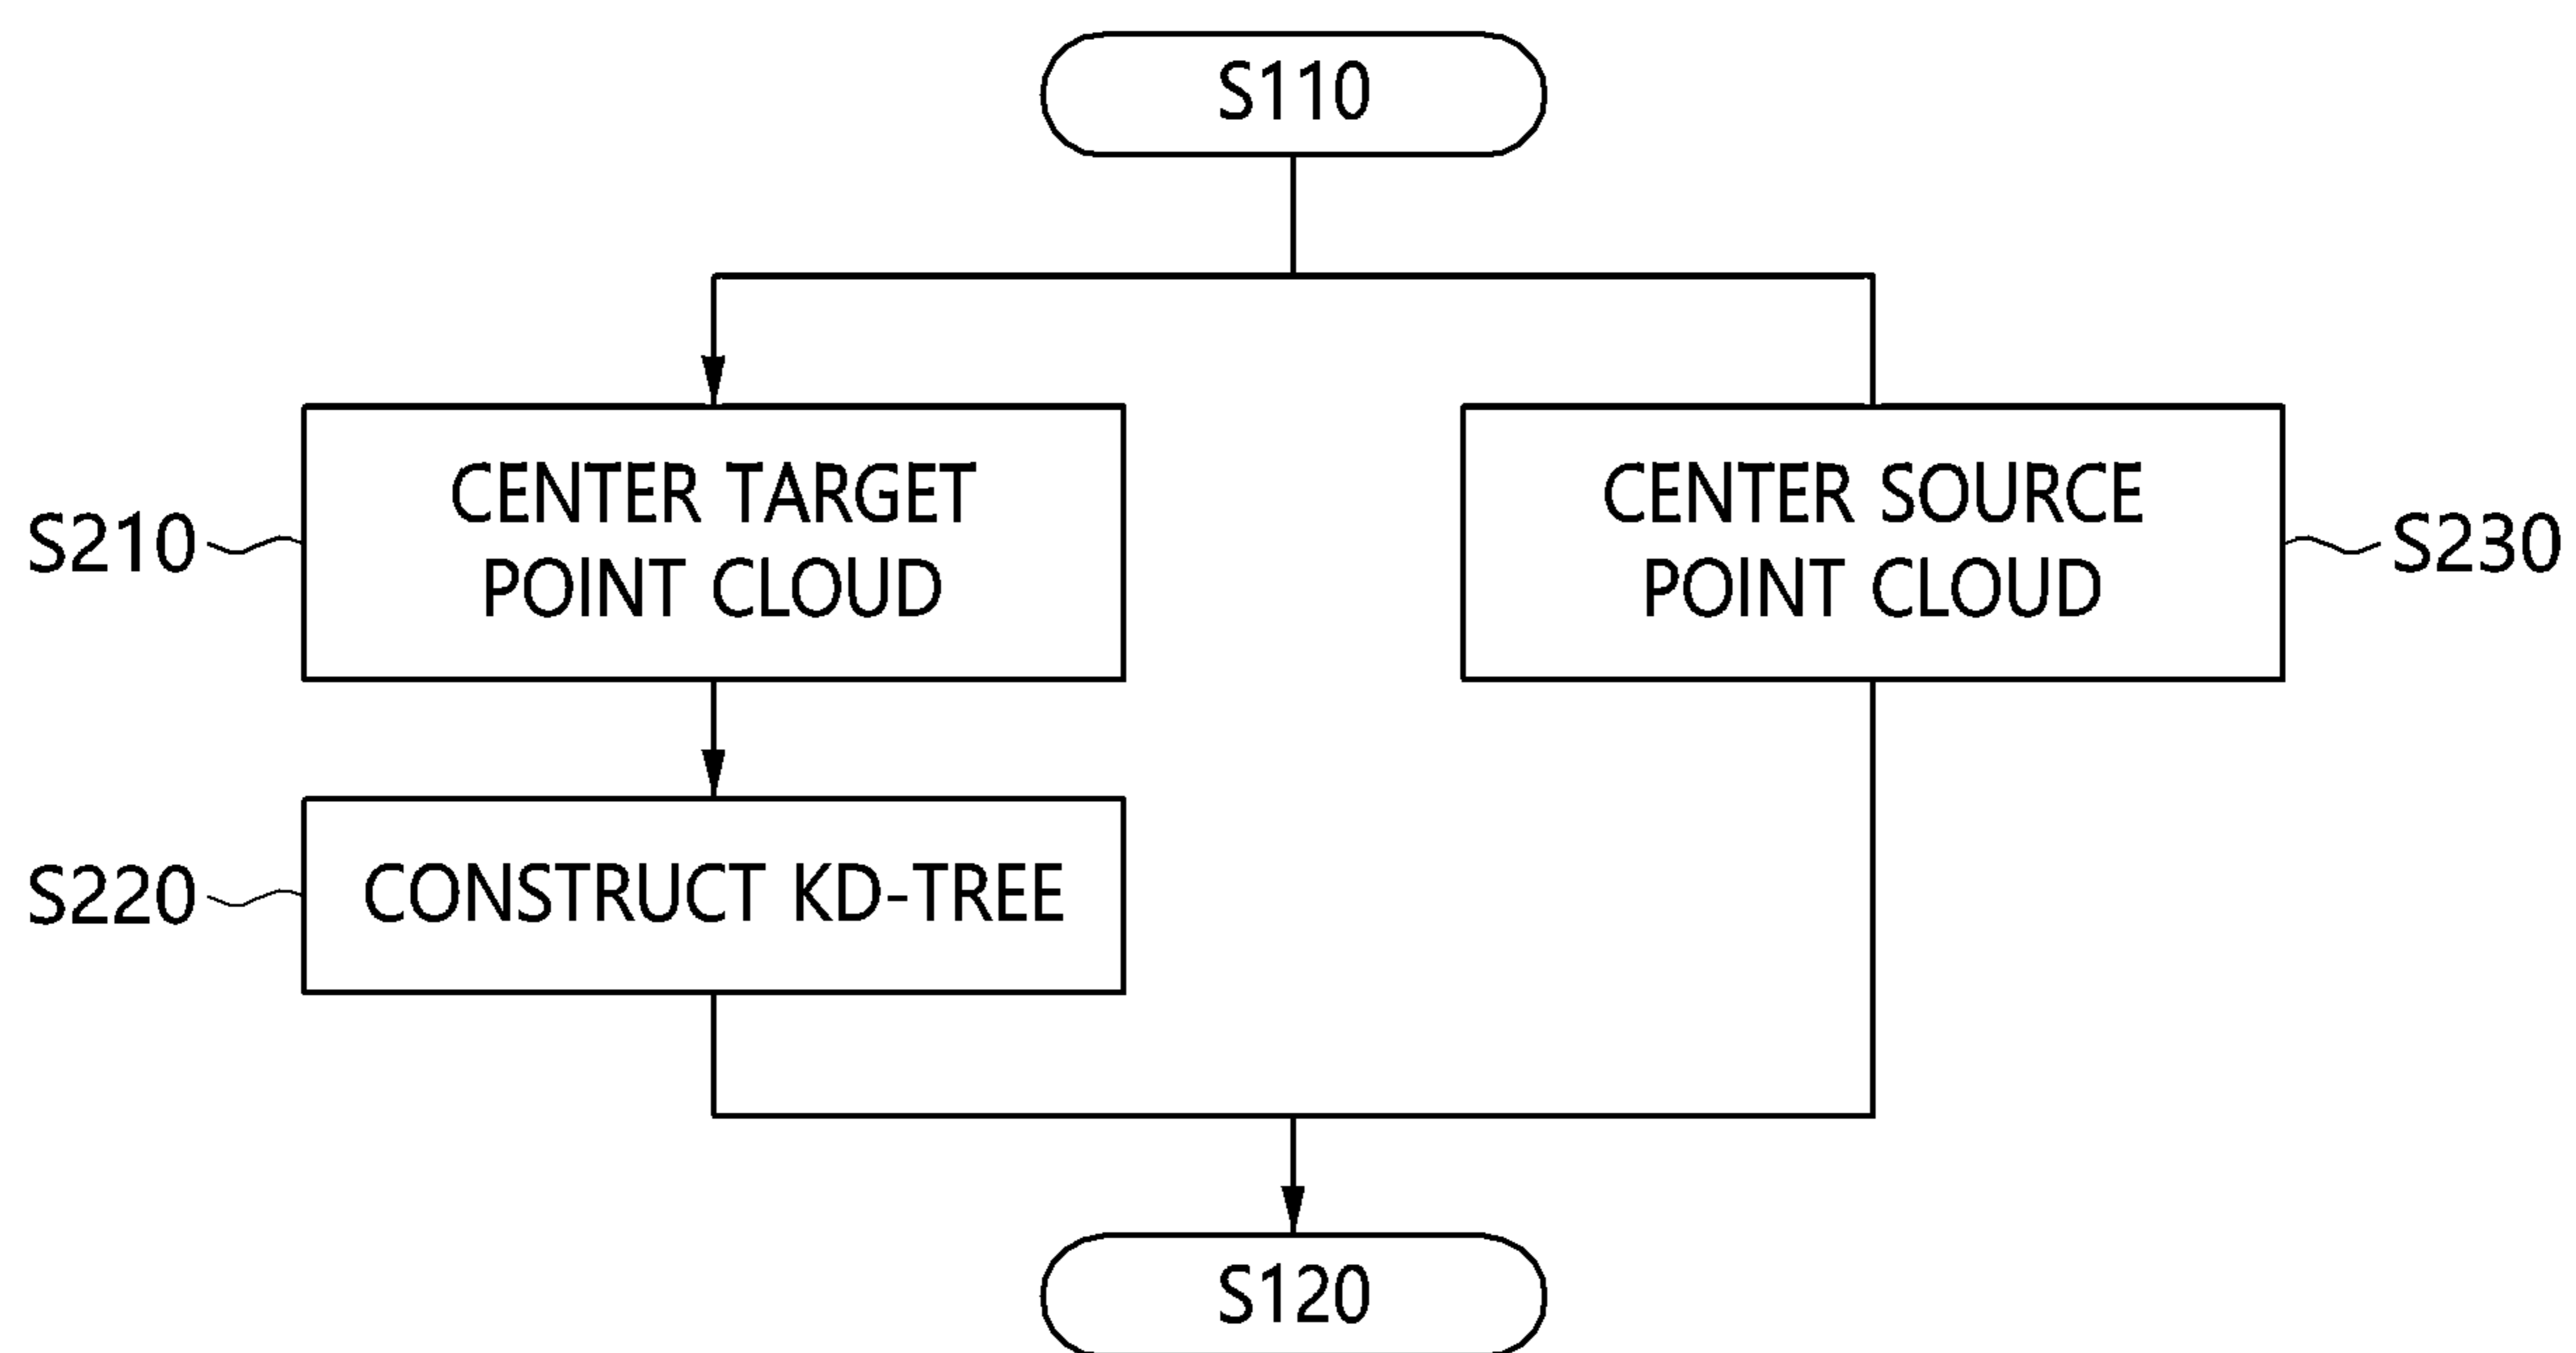 S110
S210
CENTER TARGET
POINT CLOUD
CENTER SOURCE
POINT CLOUD
S230
S220
CONSTRUCT KD-TREE
S120